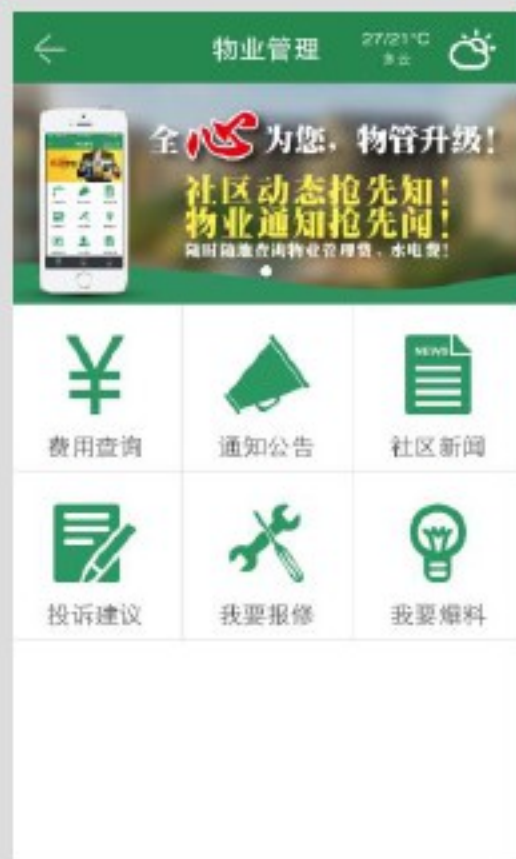 物业管理
27/21°C
多云
全心为您，物管升级！
社区动态抢先知！
物业通知抢先闻！
随时随地查询物业管理费、水电费！
NEWS
费用查询
通知公告
社区新闻
投诉建议
我要报修
我要爆料